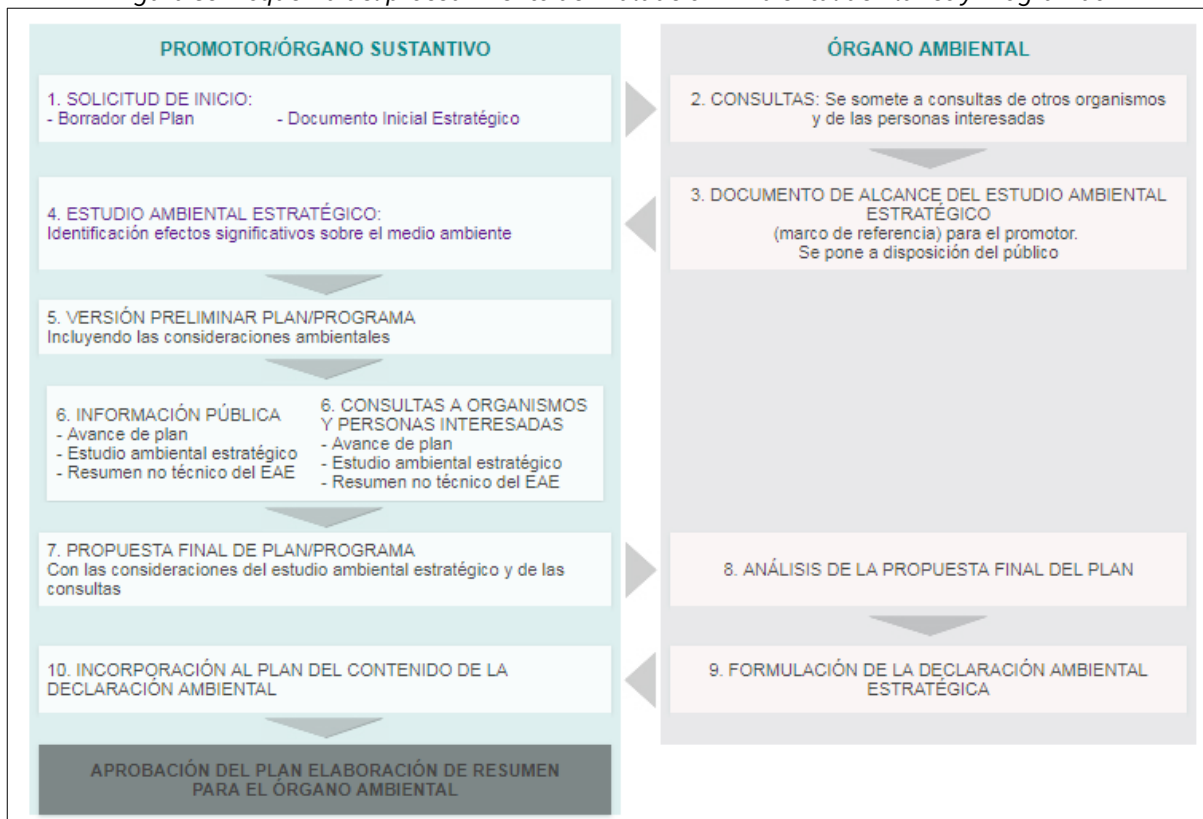 PROMOTOR/ÓRGANO SUSTANTIVO
1. SOLICITUD DE INICIO:
- Borrador del Plan - Documento Inicial Estratégico
ÓRGANO AMBIENTAL
2. CONSULTAS: Se somete a consultas de otros organismos
y de las personas interesadas
3. DOCUMENTO DE ALCANCE DEL ESTUDIO AMBIENTAL
ESTRATÉGICO
(marco de referencia) para el promotor.
Se pone a disposición del público
4. ESTUDIO AMBIENTAL ESTRATÉGICO:
Identificación efectos significativos sobre el medio ambiente
5. VERSIÓN PRELIMINAR PLAN/PROGRAMA
Incluyendo las consideraciones ambientales
6. INFORMACIÓN PÚBLICA
- Avance de plan
- Estudio ambiental estratégico
- Resumen no técnico del EAE
6. CONSULTAS A ORGANISMOS
Y PERSONAS INTERESADAS
- Avance de plan
- Estudio ambiental estratégico
- Resumen no técnico del EAE
7. PROPUESTA FINAL DE PLAN/PROGRAMA
Con las consideraciones del estudio ambiental estratégico y de las
consultas
8. ANÁLISIS DE LA PROPUESTA FINAL DEL PLAN
9. FORMULACIÓN DE LA DECLARACIÓN AMBIENTAL
ESTRATÉGICA
10. INCORPORACIÓN AL PLAN DEL CONTENIDO DE LA
DECLARACIÓN AMBIENTAL
APROBACIÓN DEL PLAN ELABORACIÓN DE RESUMEN
PARA EL ÓRGANO AMBIENTAL